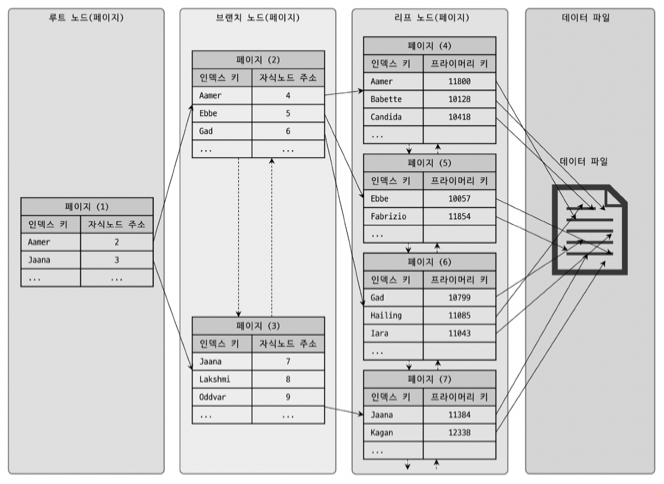 루트 노드(페이지)
페이지 (1)
인덱스 키 자식노드 주소
Aamer 2
Jaana 3
... ...
브랜치 노드(페이지)
페이지 (2)
인덱스 키 자식노드 주소
Aamer 4
Ebbe 5
Gad 6
... ...
페이지 (3)
인덱스 키 자식노드 주소
Jaana 7
Lakshmi 8
Oddvar 9
... ...
리프 노드(페이지)
페이지 (4)
인덱스 키 프라이머리 키
Aamer 11800
Babette 10128
Candida 10418
...
페이지 (5)
인덱스 키 프라이머리 키
Ebbe 10057
Fabrizio 11854
...
페이지 (6)
인덱스 키 프라이머리 키
Gad 10799
Hailing 11085
Iara 11043
...
페이지 (7)
인덱스 키 프라이머리 키
Jaana 11384
Kagan 12338
...
데이터 파일
데이터 파일